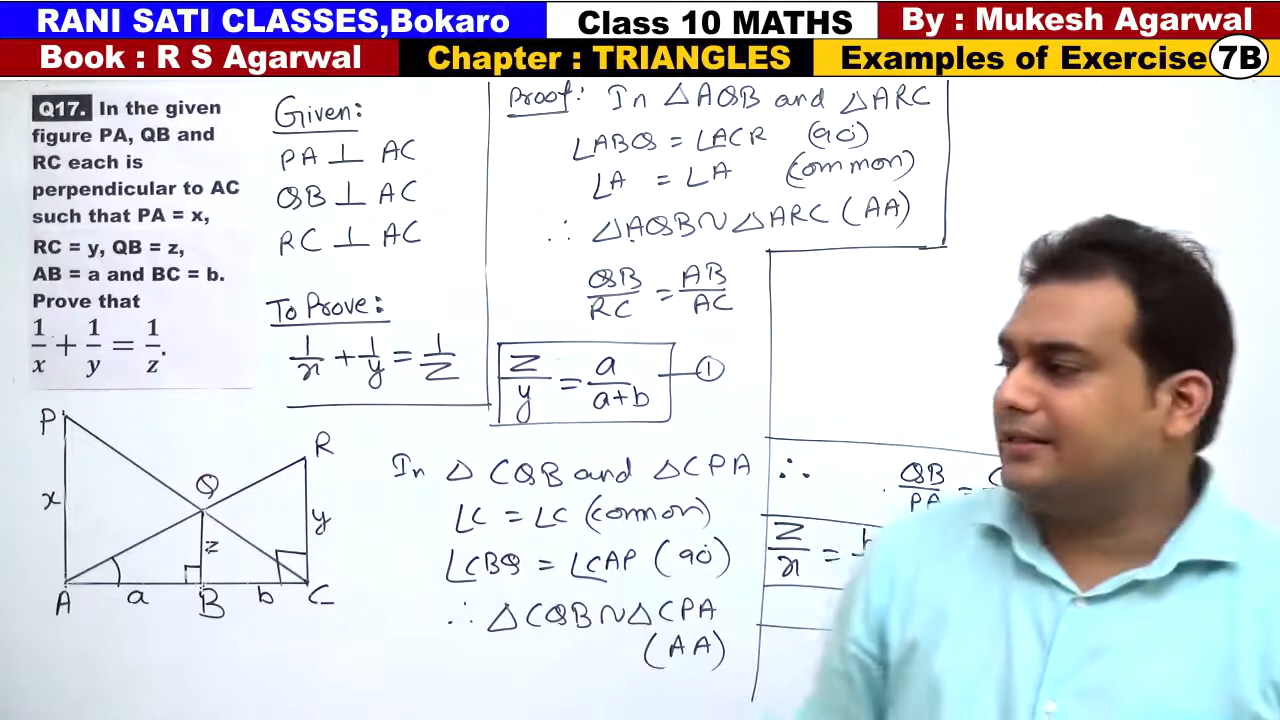 RANI SATI CLASSES,Bokaro
Class 10 MATHS
By : Mukesh Agarwal
Book : R S Agarwal
Chapter : TRIANGLES
Examples of Exercise 7B
Q17. In the given
figure PA, QB and
RC each is
perpendicular to AC
such that PA = x,
RC = y, QB = z,
AB = a and BC = b.
Prove that
1/x + 1/y = 1/z.
Given:
PA ⊥ AC
QB ⊥ AC
RC ⊥ AC
To Prove:
1/x + 1/y = 1/z
P
R
Q
x
y
z
A
a
B
b
C
Proof: In △AQB and △ARC
∠ABQ = ∠ACR (90°)
∠A = ∠A (common)
∴ △AQB ~ △ARC (AA)
QB/RC = AB/AC
z/y = a/a+b —①
In △CQB and △CPA
∠C = ∠C (common)
∠CBQ = ∠CAP (90°)
∴ △CQB ~ △CPA
(AA)
∴ QB/PA =
z/x =